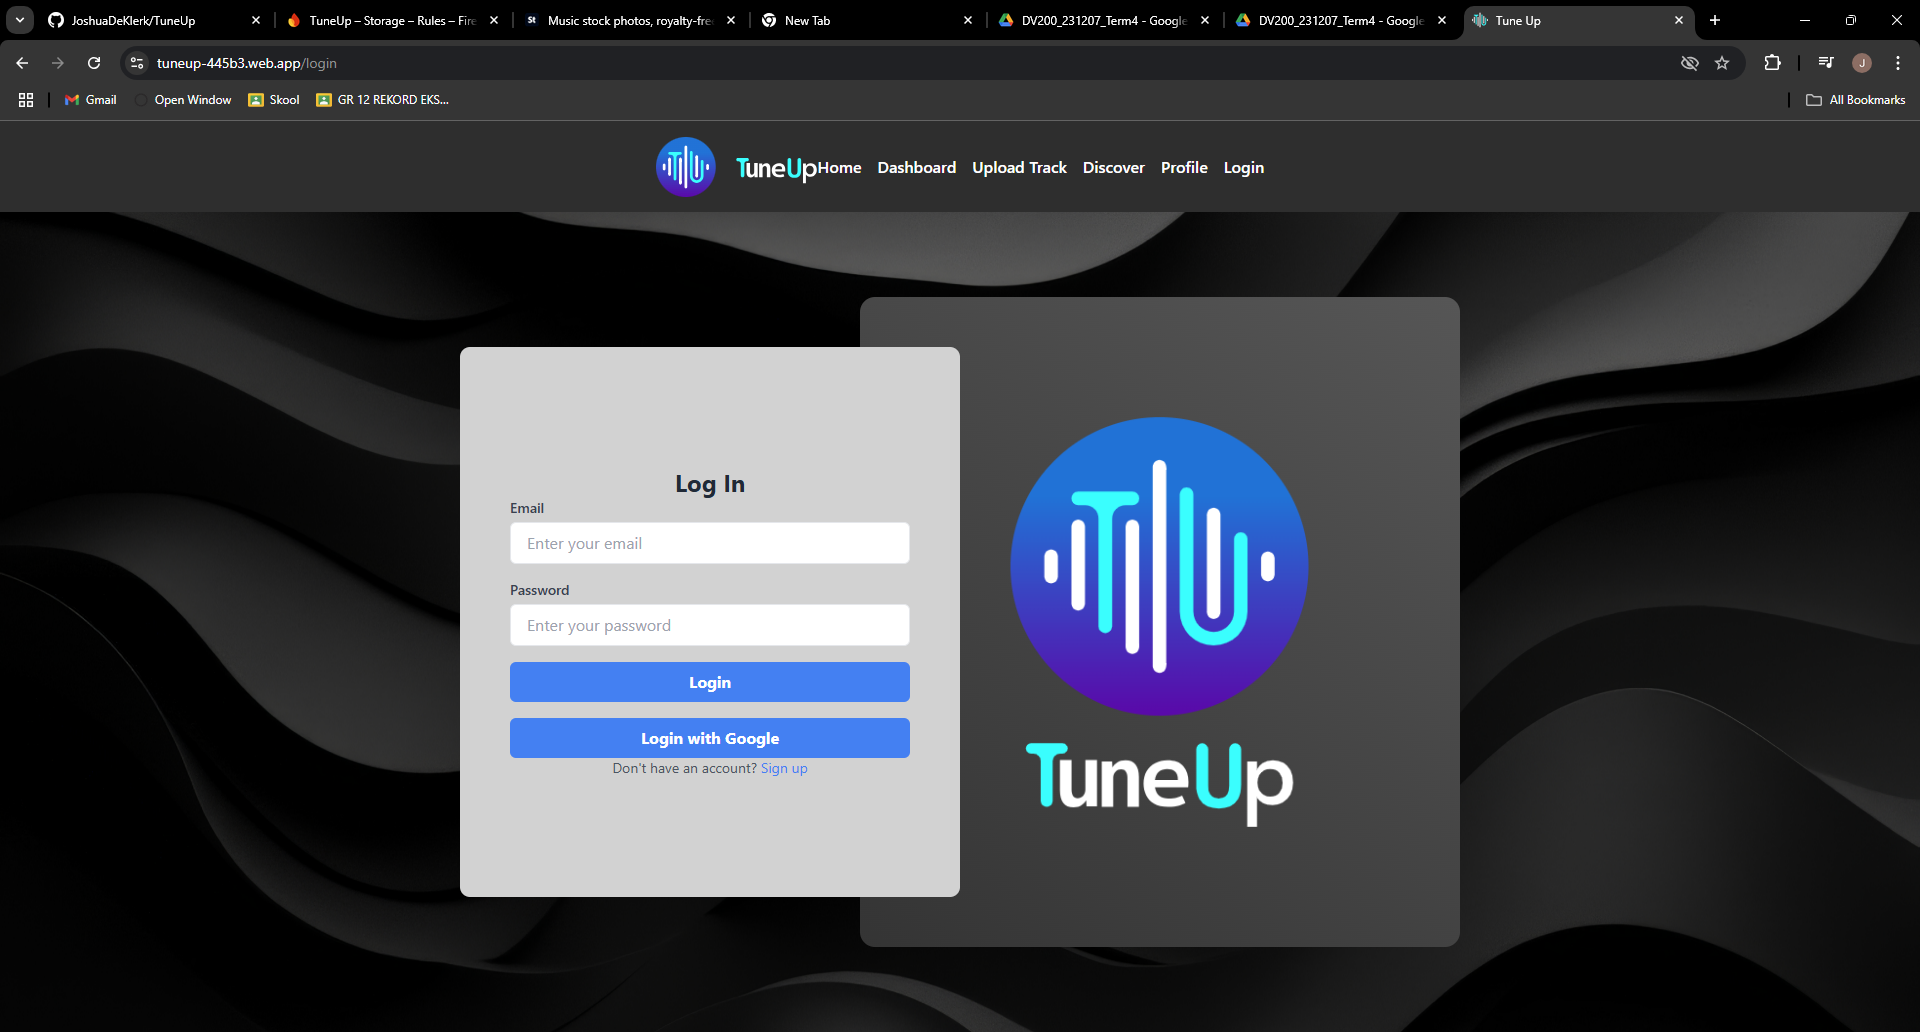 JoshuaDeKlerk/TuneUp
TuneUp – Storage – Rules – Fire
St Music stock photos, royalty-free
New Tab
DV200_231207_Term4 - Google
DV200_231207_Term4 - Google
Tune Up
tuneup-445b3.web.app/login
J
Gmail
Open Window
Skool
GR 12 REKORD EKS...
All Bookmarks
TuneUp
Home
Dashboard
Upload Track
Discover
Profile
Login
Log In
Email
Enter your email
Password
Enter your password
Login
Login with Google
Don't have an account? Sign up
TU
TuneUp